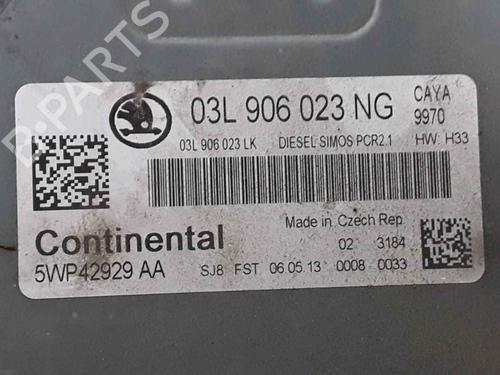 B-PARTS
03L 906 023 NG
CAYA
9970
03L 906 023 LK DIESEL SIMOS PCR2.1 HW: H33
Continental
Made in Czech Rep.
02 3184
5WP42929 AA
SJ8 FST 06.05.13 0008 0033